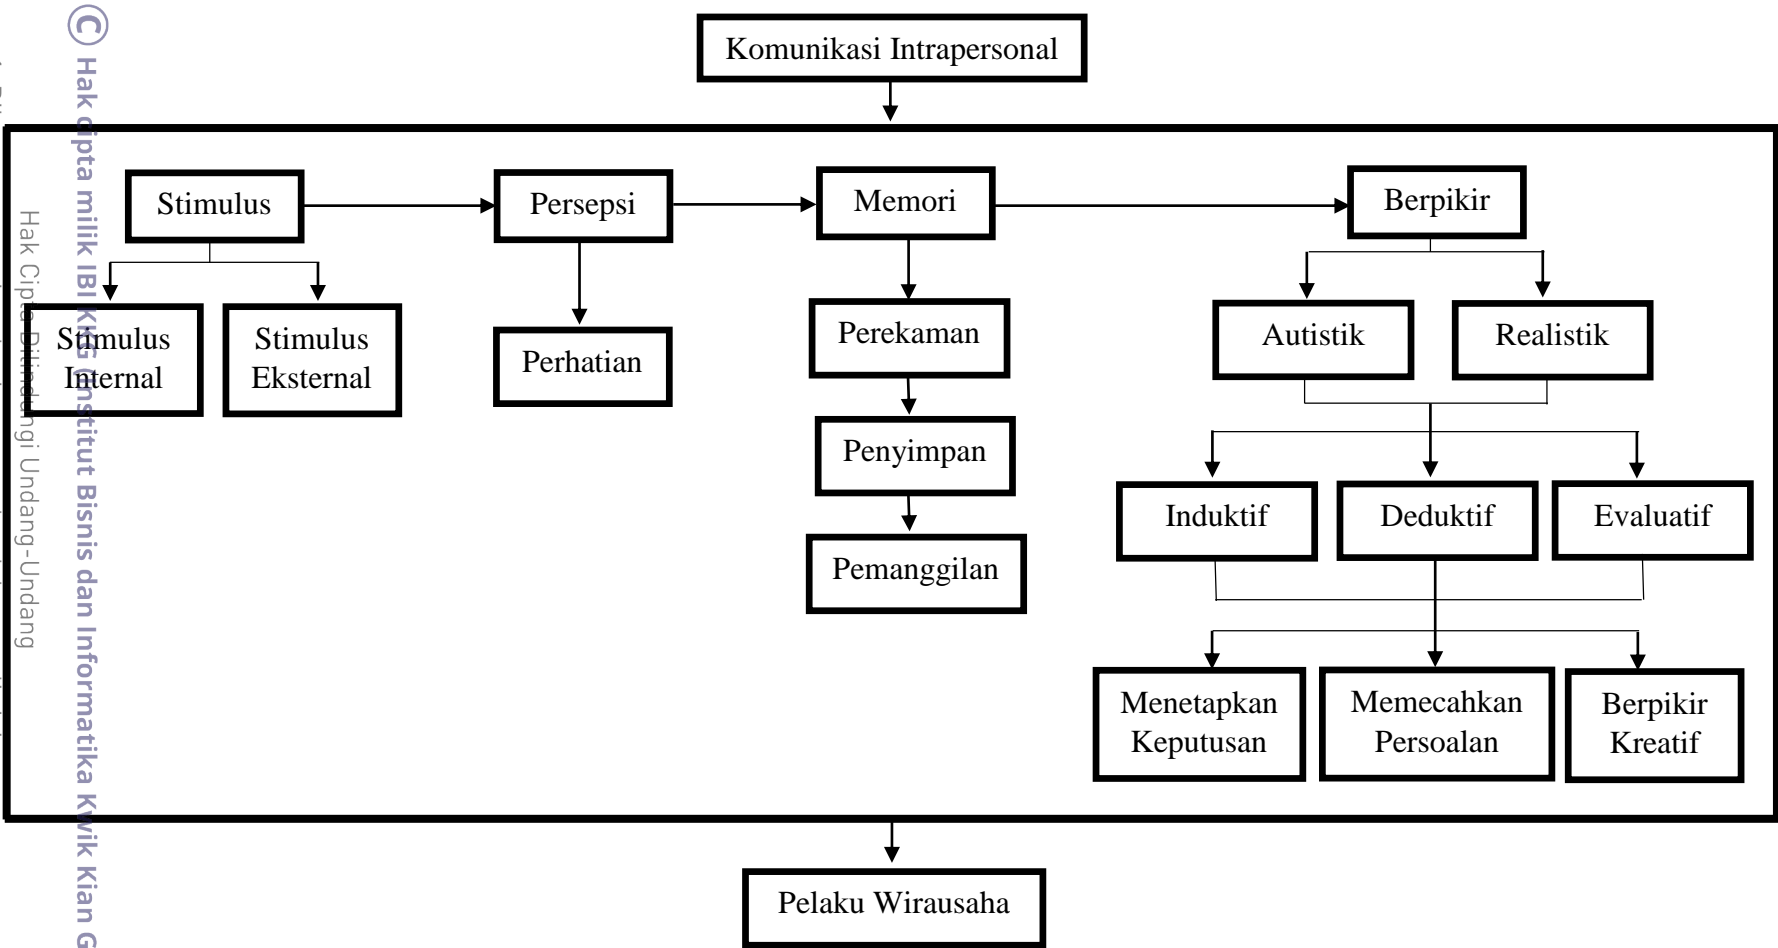 Komunikasi Intrapersonal
Stimulus
Persepsi
Memori
Berpikir
Stimulus
Internal
Stimulus
Eksternal
Perhatian
Perekaman
Penyimpan
Pemanggilan
Autistik
Realistik
Induktif
Deduktif
Evaluatif
Menetapkan
Keputusan
Memecahkan
Persoalan
Berpikir
Kreatif
Pelaku Wirausaha
© Hak cipta milik IBI KKG (Institut Bisnis dan Informatika Kwik Kian G
Hak Cipta Dilindungi Undang-Undang